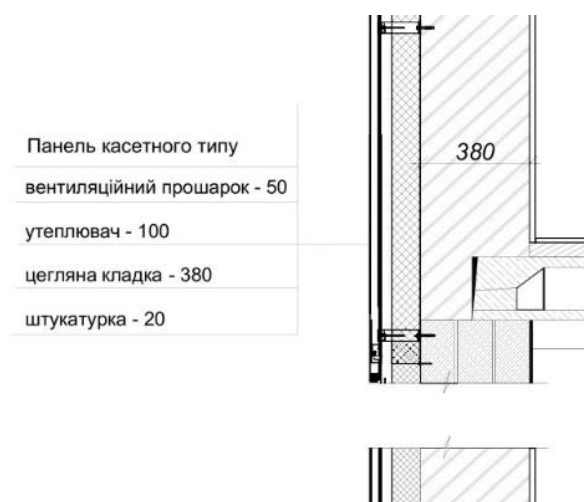 Панель касетного типу
вентиляційний прошарок - 50
утеплювач - 100
цегляна кладка - 380
штукатурка - 20
380